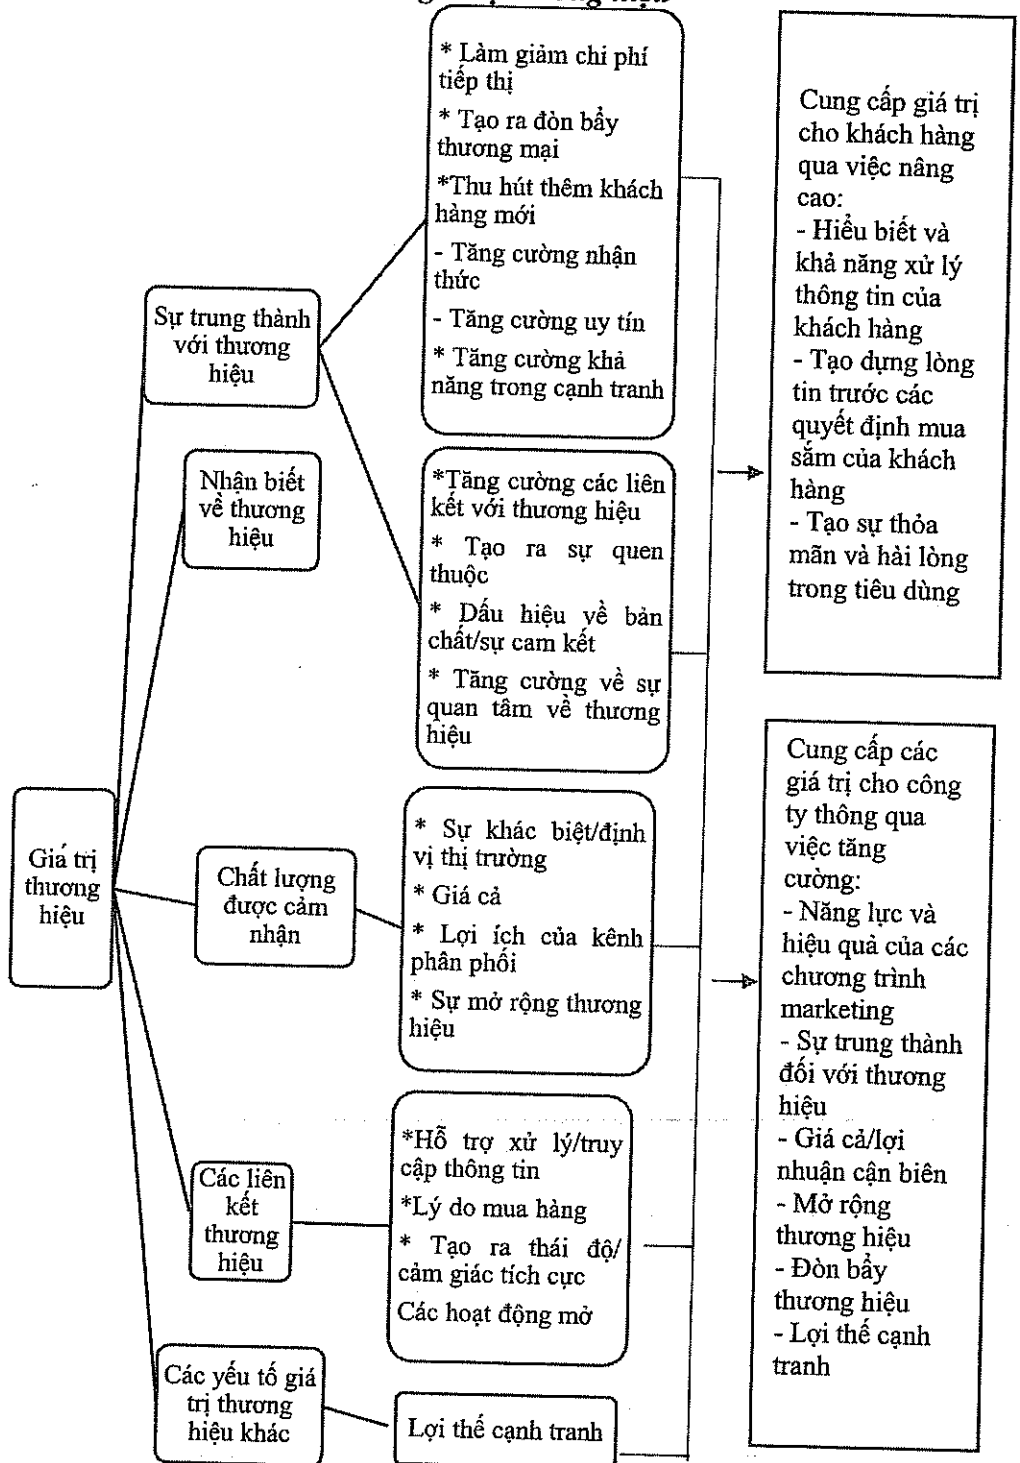 * Làm giảm chi phí
tiếp thị
* Tạo ra đòn bẩy
thương mại
*Thu hút thêm khách
hàng mới
- Tăng cường nhận
thức
- Tăng cường uy tín
* Tăng cường khả
năng trong cạnh tranh
Cung cấp giá trị
cho khách hàng
qua việc nâng
cao:
- Hiểu biết và
khả năng xử lý
thông tin của
khách hàng
- Tạo dựng lòng
tin trước các
quyết định mua
sắm của khách
hàng
- Tạo sự thỏa
mãn và hài lòng
trong tiêu dùng
Sự trung thành
với thương
hiệu
Nhận biết
về thương
hiệu
*Tăng cường các liên
kết với thương hiệu
* Tạo ra sự quen
thuộc
* Dấu hiệu về bản
chất/sự cam kết
* Tăng cường về sự
quan tâm về thương
hiệu
Giá trị
thương
hiệu
Chất lượng
được cảm
nhận
* Sự khác biệt/định
vị thị trường
* Giá cả
* Lợi ích của kênh
phân phối
* Sự mở rộng thương
hiệu
Cung cấp các
giá trị cho công
ty thông qua
việc tăng
cường:
- Năng lực và
hiệu quả của các
chương trình
marketing
- Sự trung thành
đối với thương
hiệu
- Giá cả/lợi
nhuận cận biên
- Mở rộng
thương hiệu
- Đòn bẩy
thương hiệu
- Lợi thế cạnh
tranh
Các liên
kết
thương
hiệu
*Hỗ trợ xử lý/truy
cập thông tin
*Lý do mua hàng
* Tạo ra thái độ/
cảm giác tích cực
Các hoạt động mở
Các yếu tố giá
trị thương
hiệu khác
Lợi thế cạnh tranh